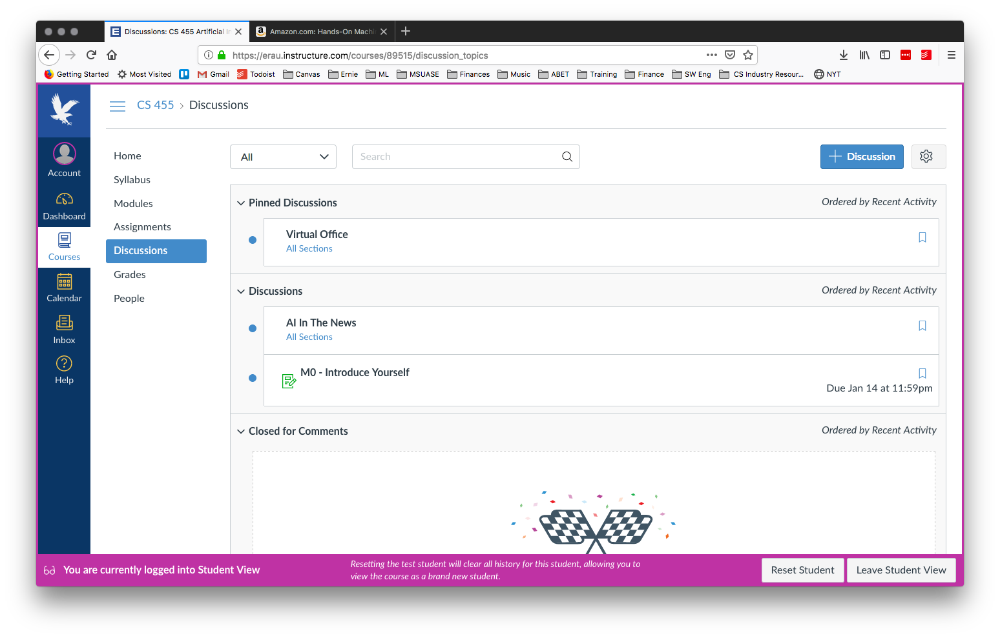 Discussions: CS 455 Artificial In
Amazon.com: Hands-On Machi
https://erau.instructure.com/courses/89515/discussion_topics
Getting Started Most Visited Gmail Todoist Canvas Ernie ML MSUASE Finances Music ABET Training Finance SW Eng CS Industry Resour... NYT
CS 455 > Discussions
Account
Dashboard
Courses
Calendar
Inbox
Help
Home
Syllabus
Modules
Assignments
Discussions
Grades
People
All
Search
+ Discussion
Pinned Discussions
Ordered by Recent Activity
Virtual Office
All Sections
Discussions
Ordered by Recent Activity
AI In The News
All Sections
M0 - Introduce Yourself
Due Jan 14 at 11:59pm
Closed for Comments
Ordered by Recent Activity
You are currently logged into Student View
Resetting the test student will clear all history for this student, allowing you to
view the course as a brand new student.
Reset Student
Leave Student View